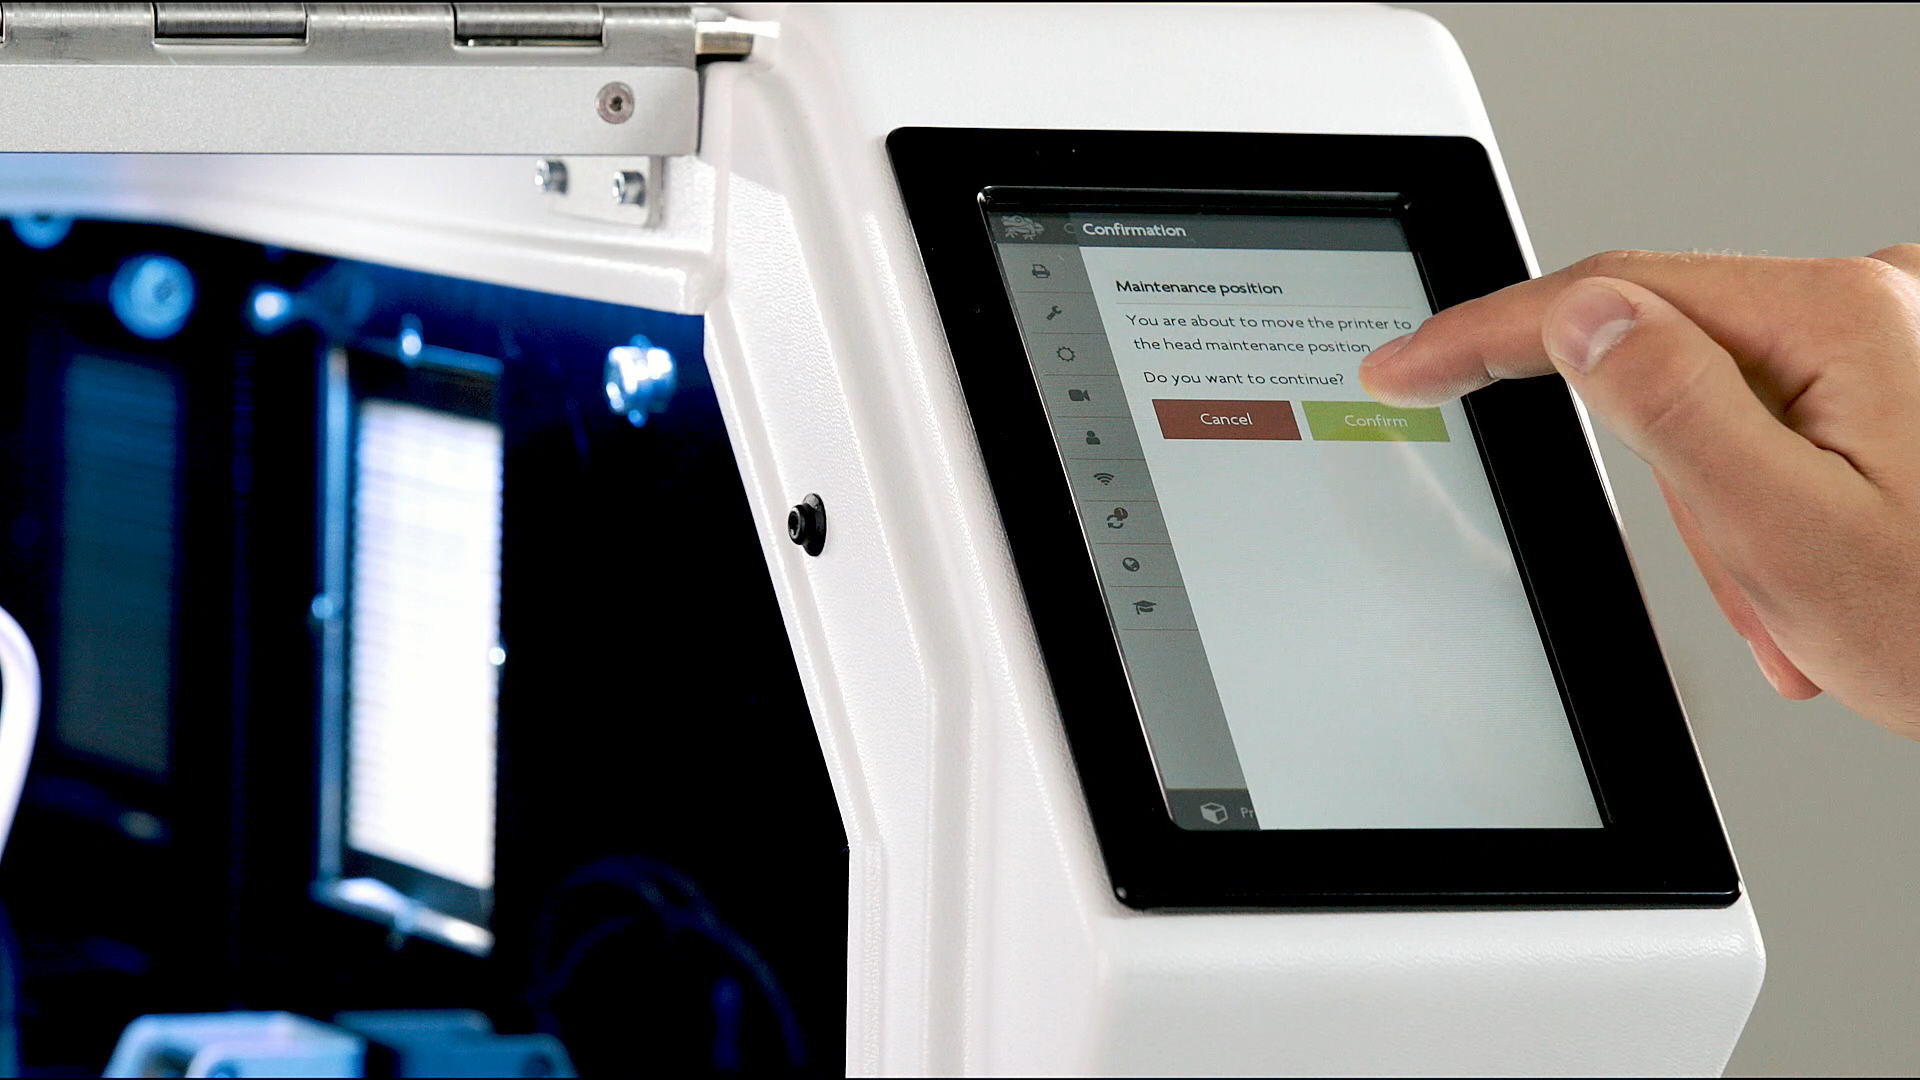 Confirmation
Maintenance position
You are about to move the printer to
the head maintenance position.
Do you want to continue?
Cancel
Confirm